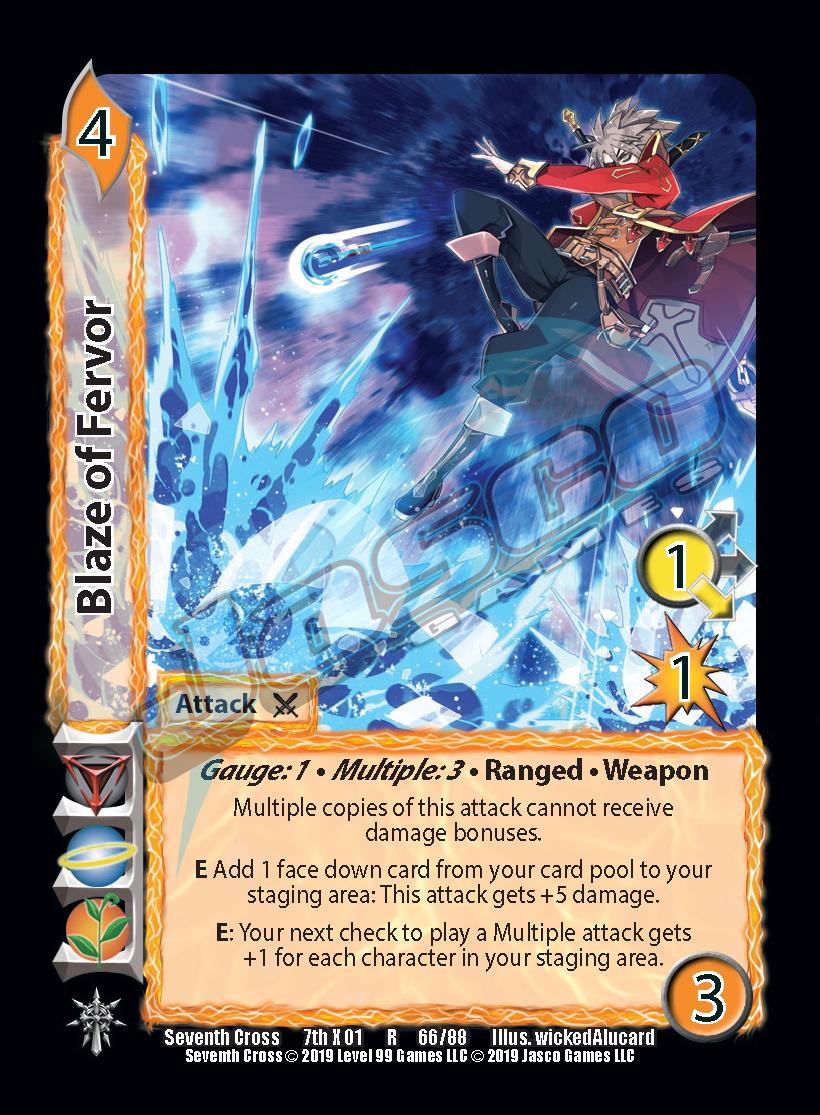 4
Blaze of Fervor
JASCO
GAMES
TM
1
1
Attack
Gauge: 1 • Multiple: 3 • Ranged • Weapon
Multiple copies of this attack cannot receive
damage bonuses.
E Add 1 face down card from your card pool to your
staging area: This attack gets +5 damage.
E: Your next check to play a Multiple attack gets
+1 for each character in your staging area.
3
Seventh Cross 7th X 01 R 66/88 Illus. wickedAlucard
Seventh Cross © 2019 Level 99 Games LLC © 2019 Jasco Games LLC